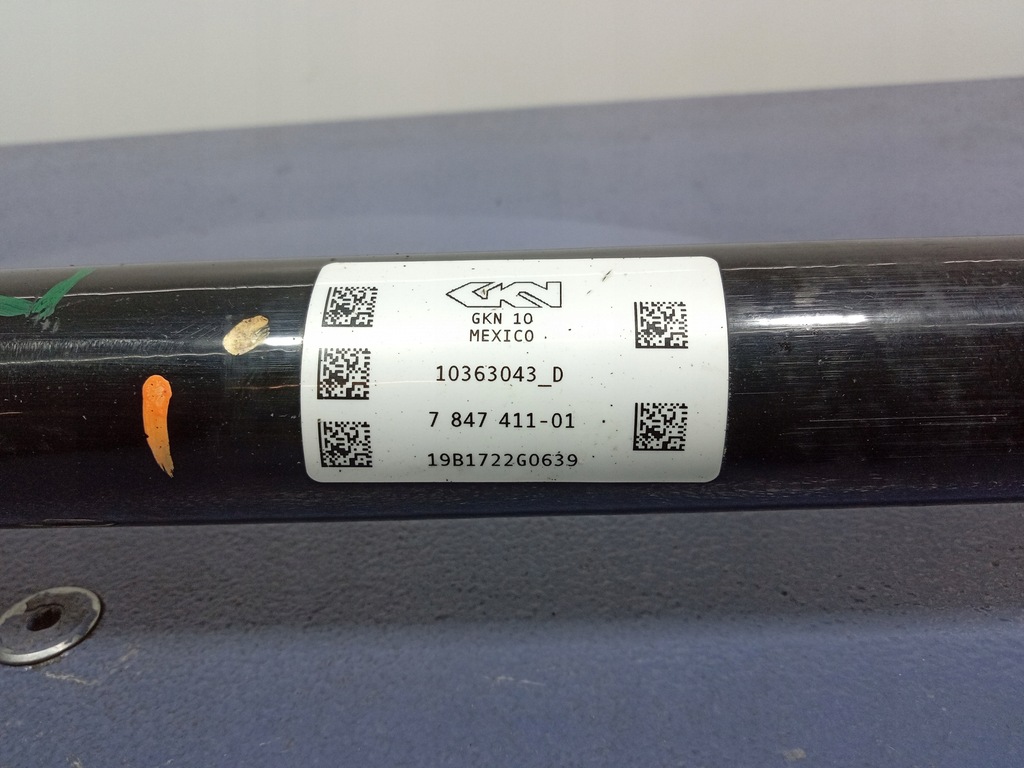 GKN
GKN 10
MEXICO
10363043_D
7 847 411-01
19B1722G0639